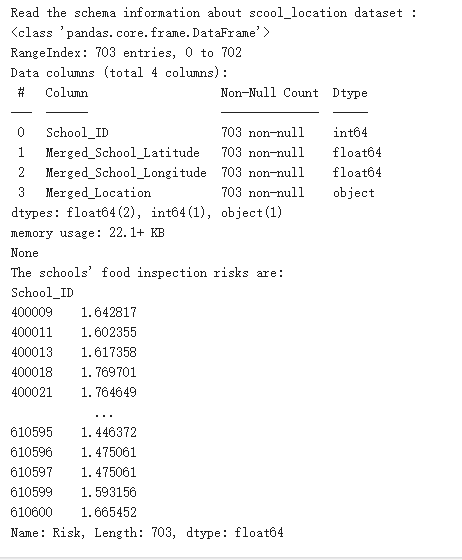 Read the schema information about scool_location dataset :
<class 'pandas.core.frame.DataFrame'>
RangeIndex: 703 entries, 0 to 702
Data columns (total 4 columns):
 #   Column                   Non-Null Count  Dtype
---  ------                   --------------  -----
 0   School_ID                703 non-null    int64
 1   Merged_School_Latitude   703 non-null    float64
 2   Merged_School_Longitude  703 non-null    float64
 3   Merged_Location          703 non-null    object
dtypes: float64(2), int64(1), object(1)
memory usage: 22.1+ KB
None
The schools' food inspection risks are:
School_ID
400009    1.642817
400011    1.602355
400013    1.617358
400018    1.769701
400021    1.764649
            ...
610595    1.446372
610596    1.475061
610597    1.475061
610599    1.593156
610600    1.665452
Name: Risk, Length: 703, dtype: float64